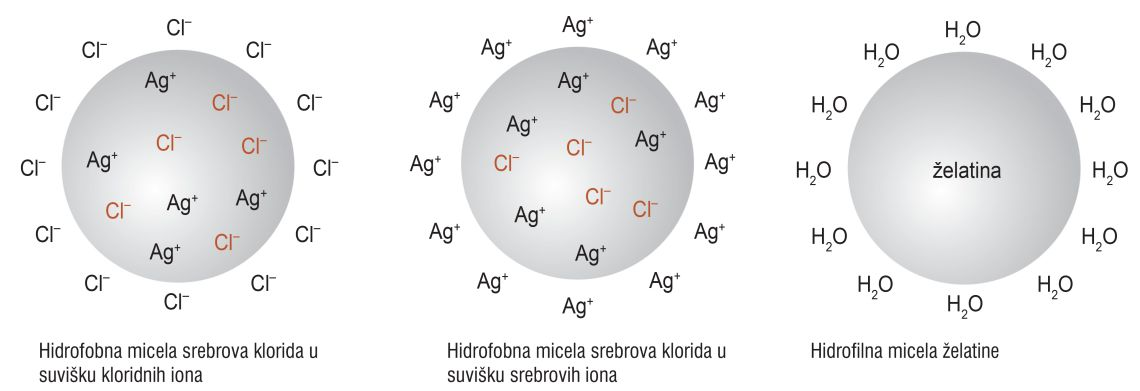 Cl⁻
Cl⁻ Cl⁻
Ag⁺
Cl⁻ Cl⁻ Cl⁻
Cl⁻ Cl⁻
Cl⁻ Ag⁺ Cl⁻
Ag⁺ Ag⁺
Cl⁻
Cl⁻ Cl⁻ Cl⁻
Ag⁺
Cl⁻ Cl⁻
Cl⁻
Hidrofobna micela srebrova klorida u
suvišku kloridnih iona
Ag⁺
Ag⁺ Ag⁺
Ag⁺
Ag⁺ Cl⁻ Ag⁺
Ag⁺ Ag⁺
Cl⁻
Ag⁺ Cl⁻ Ag⁺
Cl⁻ Cl⁻
Ag⁺
Ag⁺ Ag⁺
Ag⁺
Ag⁺ Ag⁺
Ag⁺
Hidrofobna micela srebrova klorida u
suvišku srebrovih iona
H₂O
H₂O H₂O
H₂O H₂O
H₂O želatina H₂O
H₂O H₂O
H₂O H₂O
H₂O
Hidrofilna micela želatine